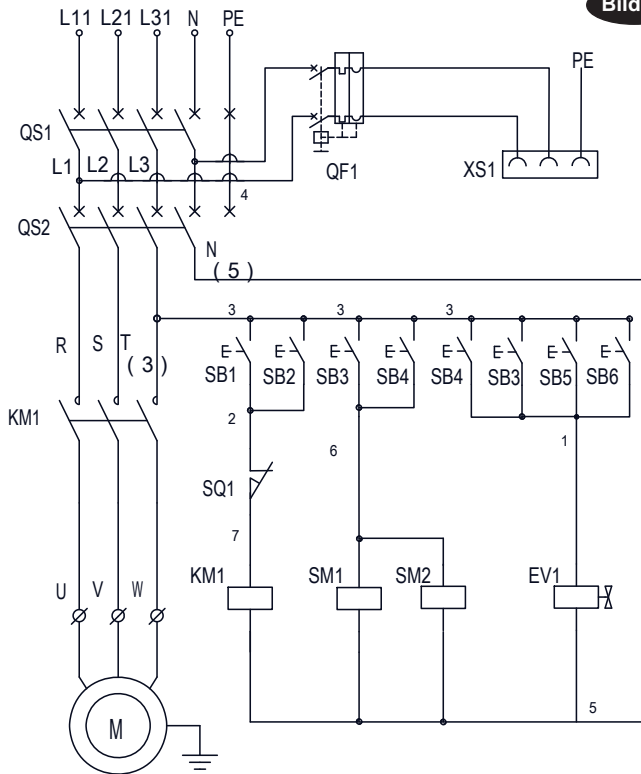 Bild
L11 L21 L31 N PE
PE
QS1
QF1
XS1
L1 L2 L3
4
QS2
N
( 5 )
3 3 3
R S T
( 3 )
SB1 SB2 SB3 SB4 SB4 SB3 SB5 SB6
KM1
2
6
1
SQ1
7
KM1 SM1 SM2 EV1
U V W
5
M